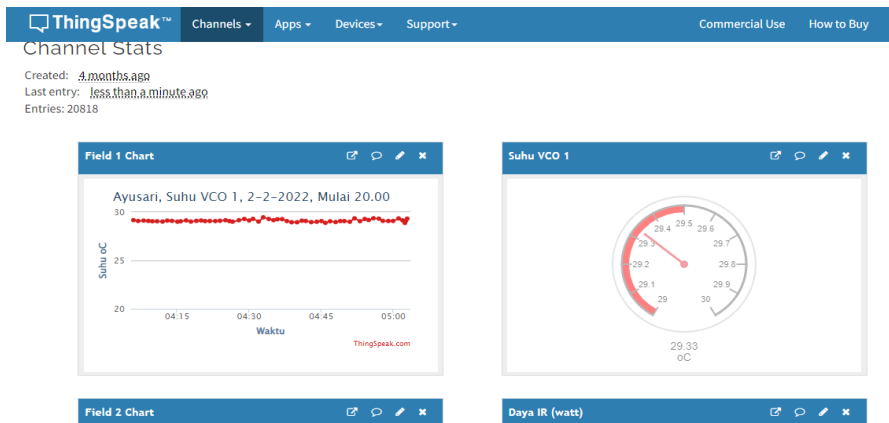 ThingSpeak™ Channels Apps Devices Support Commercial Use How to Buy
Channel Stats
Created: 4 months ago
Last entry: less than a minute ago
Entries: 20818
Field 1 Chart
Ayusari, Suhu VCO 1, 2-2-2022, Mulai 20.00
30
25
20
Suhu oC
04:15 04:30 04:45 05:00
Waktu
ThingSpeak.com
Suhu VCO 1
29
29.1
29.2
29.3
29.4
29.5
29.6
29.7
29.8
29.9
30
29.33
oC
Field 2 Chart
Daya IR (watt)